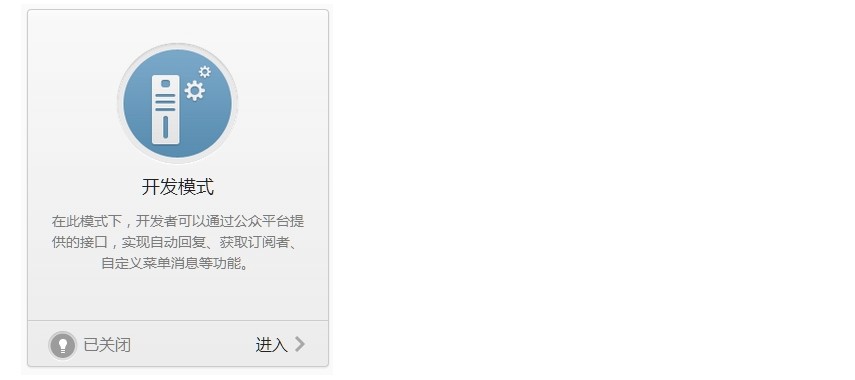 开发模式
在此模式下，开发者可以通过公众平台提
供的接口，实现自动回复、获取订阅者、
自定义菜单消息等功能。
已关闭 进入